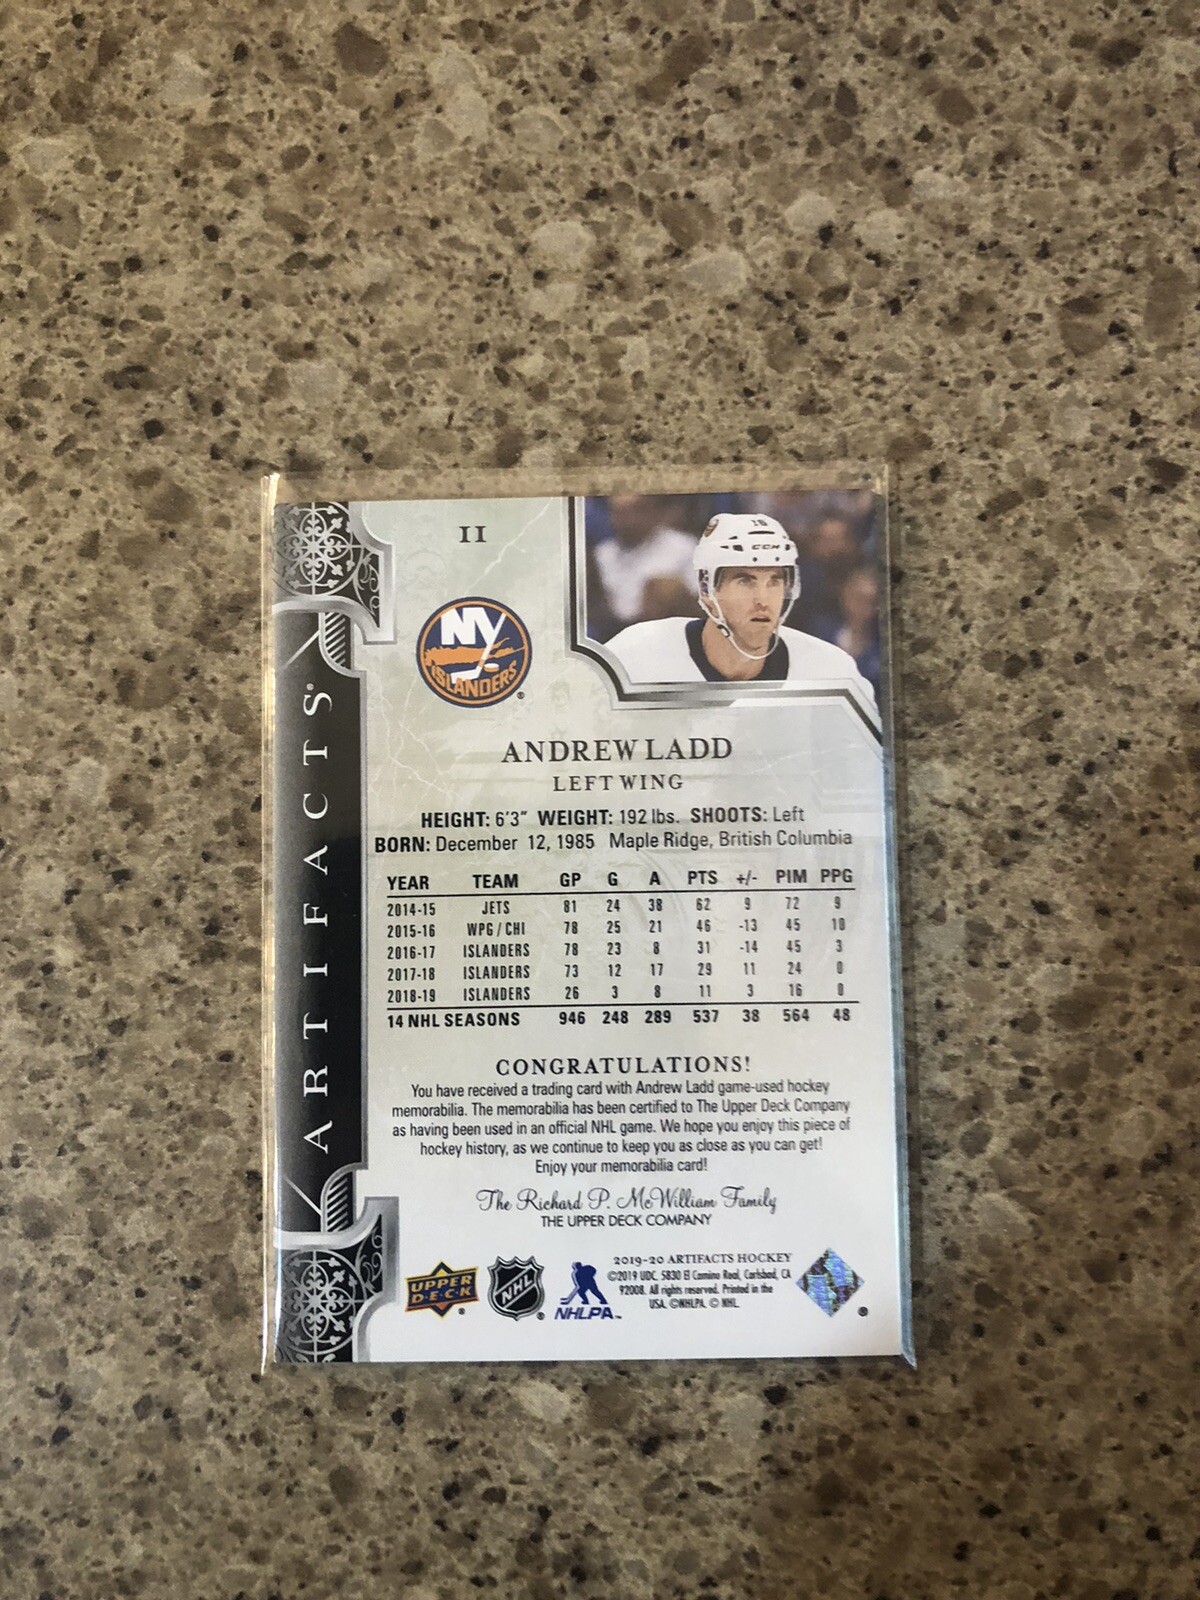 II
NY
ISLANDERS
16
CCM
ARTIFACTS
ANDREW LADD
LEFT WING
HEIGHT: 6'3" WEIGHT: 192 lbs. SHOOTS: Left
BORN: December 12, 1985 Maple Ridge, British Columbia
YEAR TEAM GP G A PTS +/- PIM PPG
2014-15 JETS 81 24 38 62 9 72 9
2015-16 WPG / CHI 78 25 21 46 -13 45 10
2016-17 ISLANDERS 78 23 8 31 -14 45 3
2017-18 ISLANDERS 73 12 17 29 11 24 0
2018-19 ISLANDERS 26 3 8 11 3 16 0
14 NHL SEASONS 946 248 289 537 38 564 48
CONGRATULATIONS!
You have received a trading card with Andrew Ladd game-used hockey
memorabilia. The memorabilia has been certified to The Upper Deck Company
as having been used in an official NHL game. We hope you enjoy this piece of
hockey history, as we continue to keep you as close as you can get!
Enjoy your memorabilia card!
The Richard P. McWilliam Family
THE UPPER DECK COMPANY
UPPER
D·E·C·K
NHL
NHLPA
2019-20 ARTIFACTS HOCKEY
©2019 UDC. 5830 El Camino Real, Carlsbad, CA
92008. All rights reserved. Printed in the
USA. ©NHLPA. © NHL.